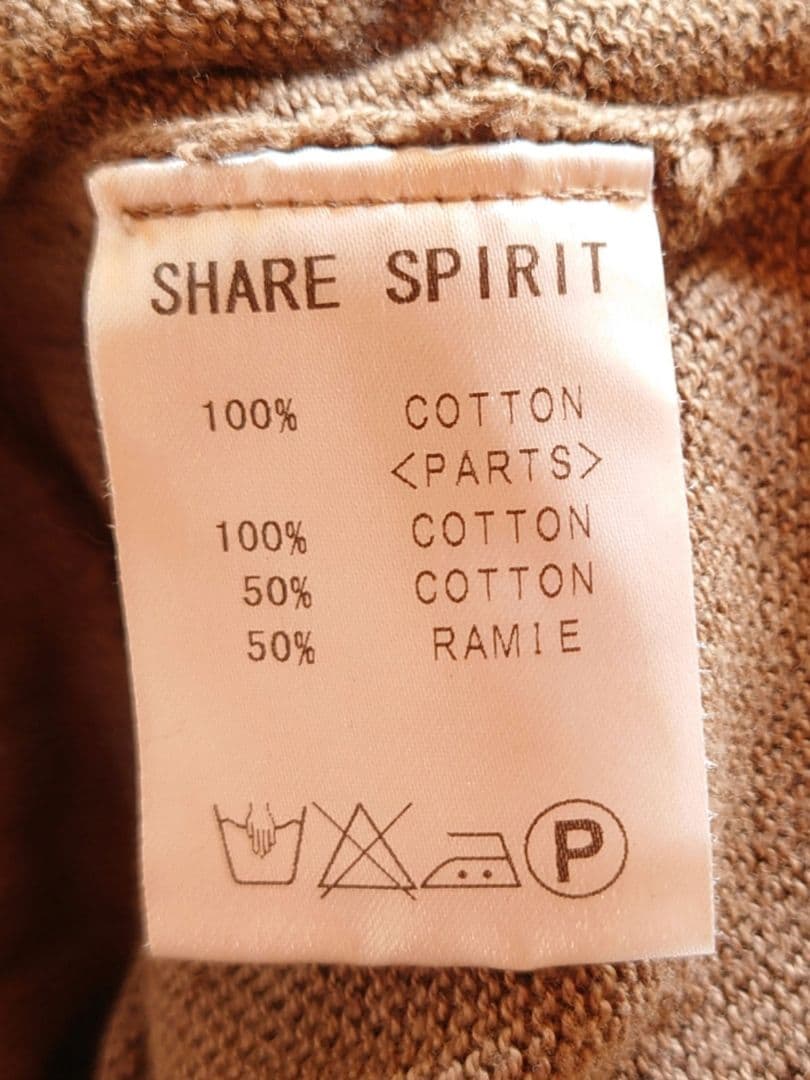 SHARE SPIRIT
100% COTTON
<PARTS>
100% COTTON
50% COTTON
50% RAMIE
P